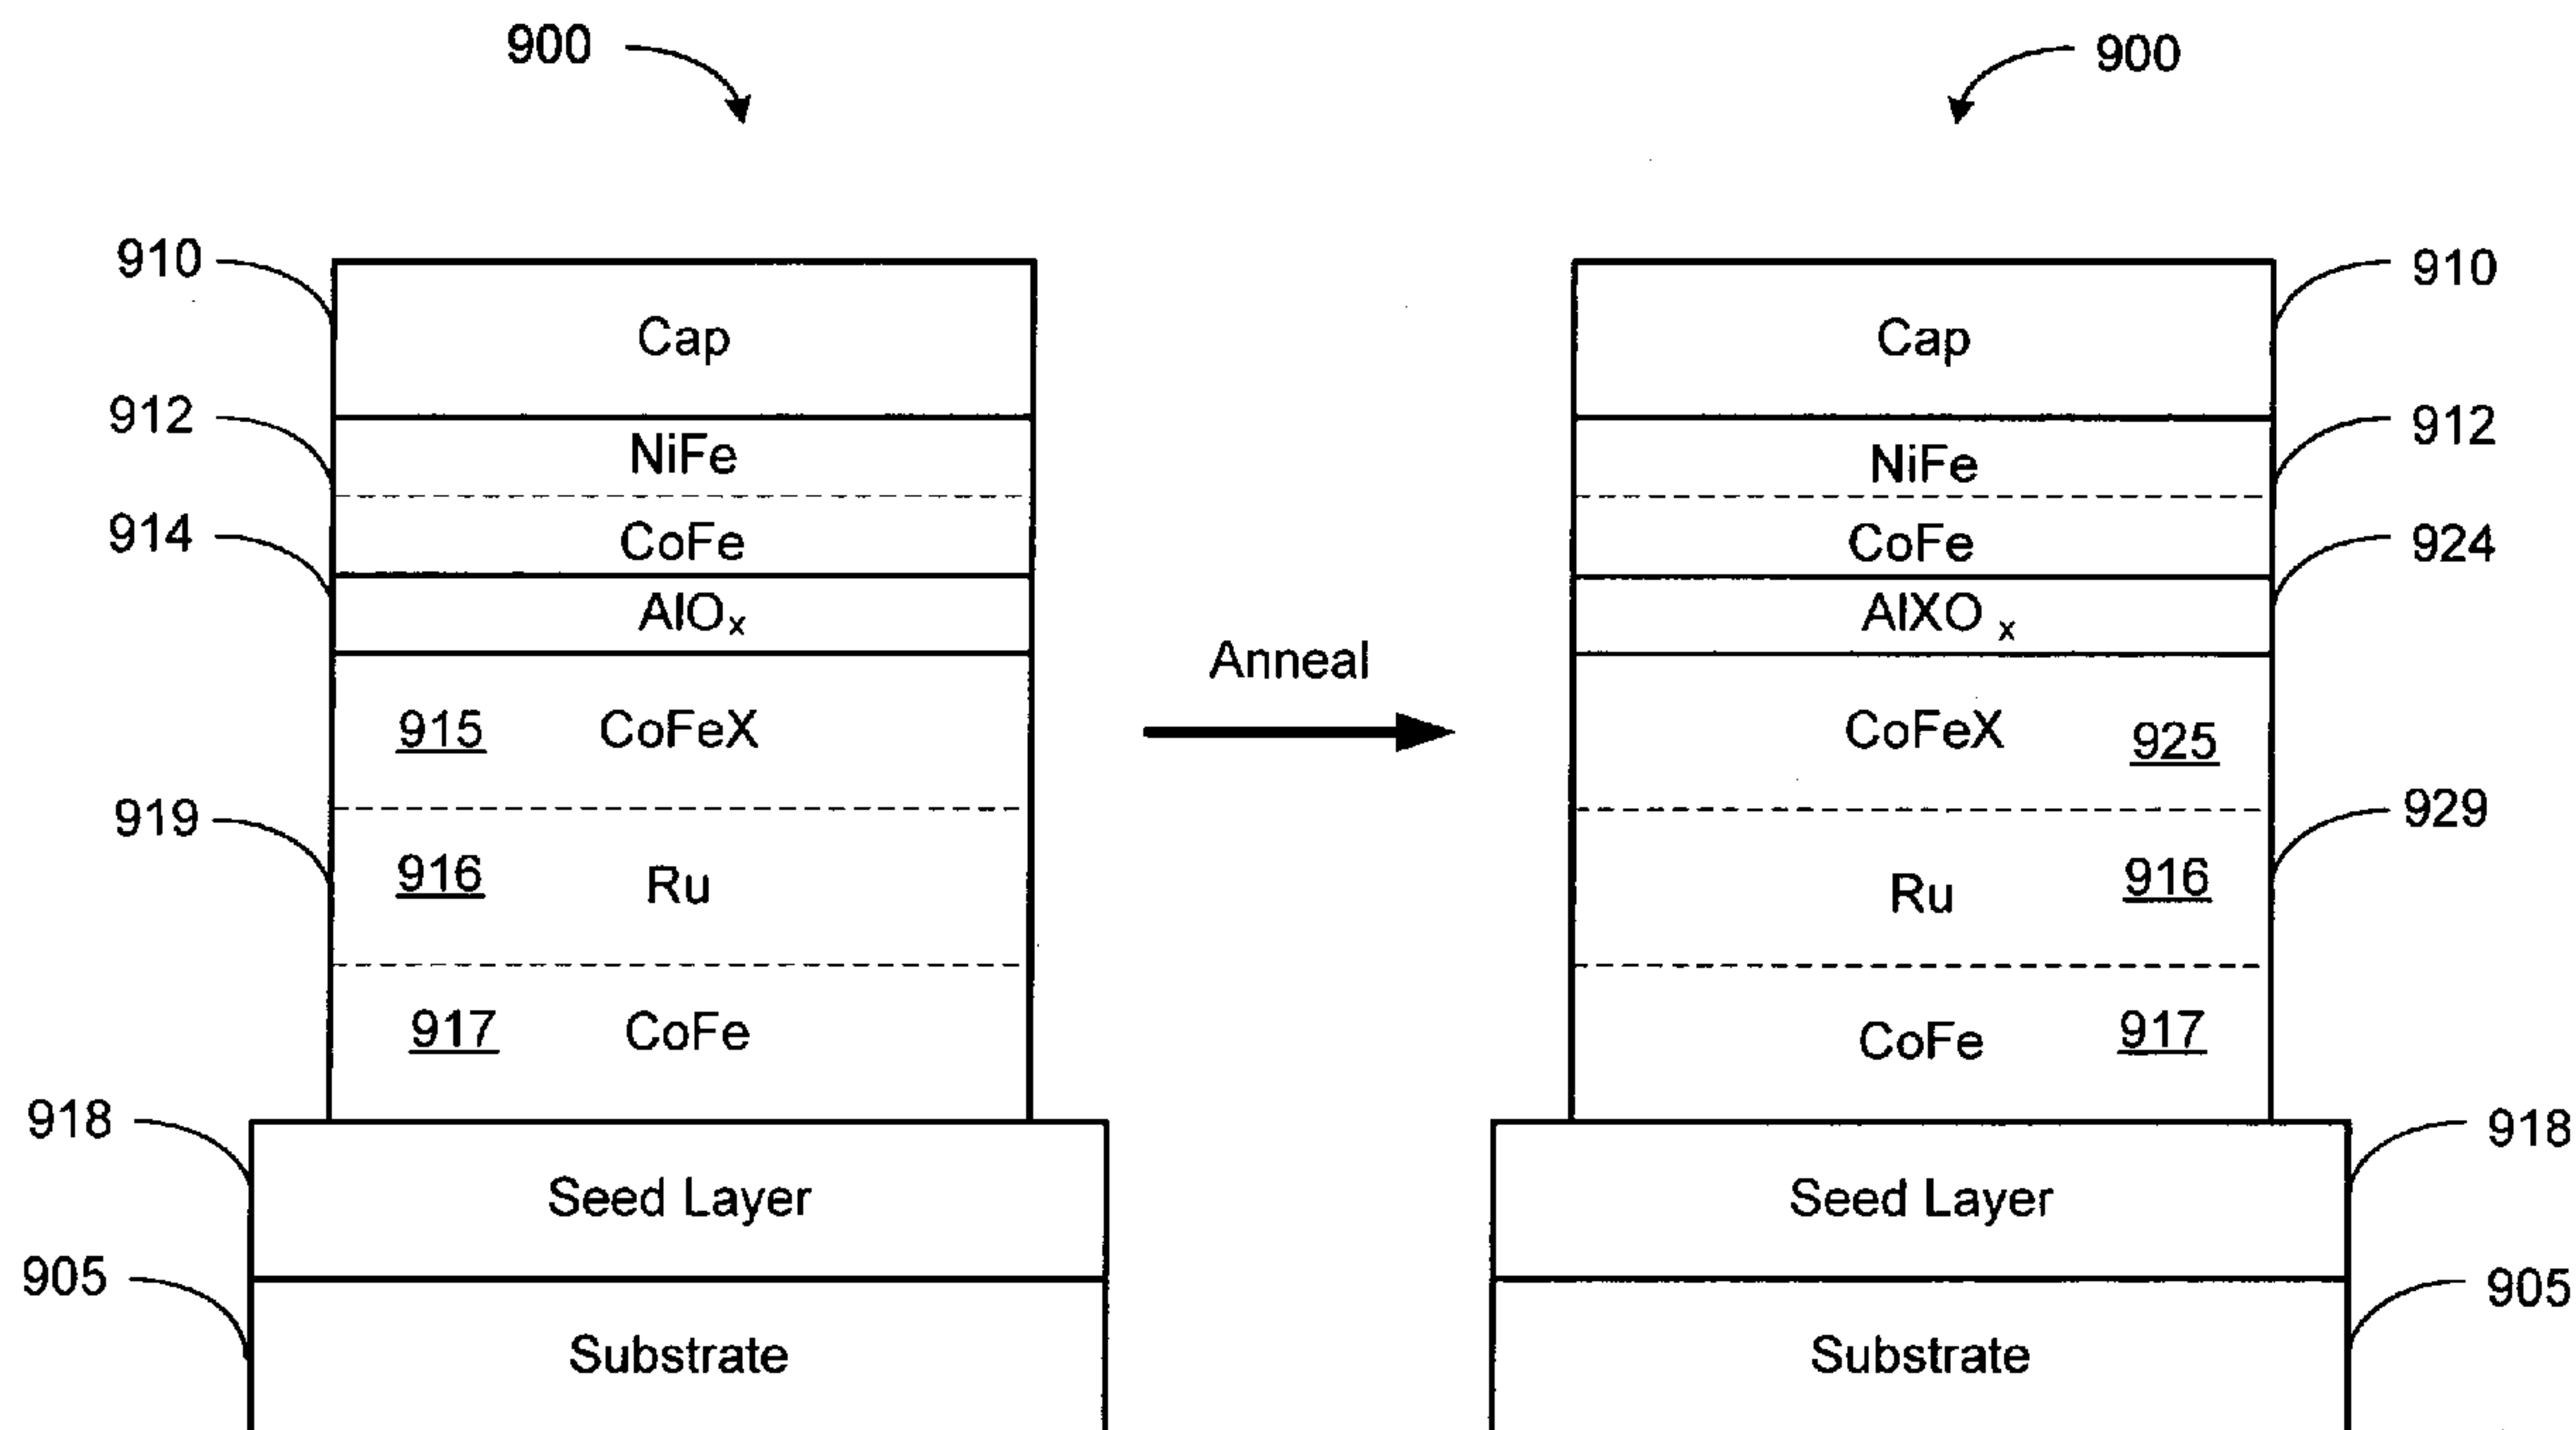 900
900
910
Cap
Cap
910
912
NiFe
NiFe
912
914
CoFe
CoFe
924
AlOx
AlXO x
Anneal
915 CoFeX
CoFeX 925
919
929
916 Ru
Ru 916
917 CoFe
CoFe 917
918
Seed Layer
Seed Layer
918
905
Substrate
Substrate
905